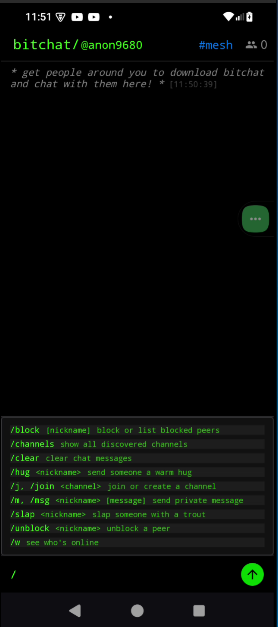 11:51
bitchat/@anon9680 #mesh 0
* get people around you to download bitchat
and chat with them here! * [11:50:39]
/block [nickname] block or list blocked peers
/channels show all discovered channels
/clear clear chat messages
/hug <nickname> send someone a warm hug
/j, /join <channel> join or create a channel
/m, /msg <nickname> [message] send private message
/slap <nickname> slap someone with a trout
/unblock <nickname> unblock a peer
/w see who's online
/